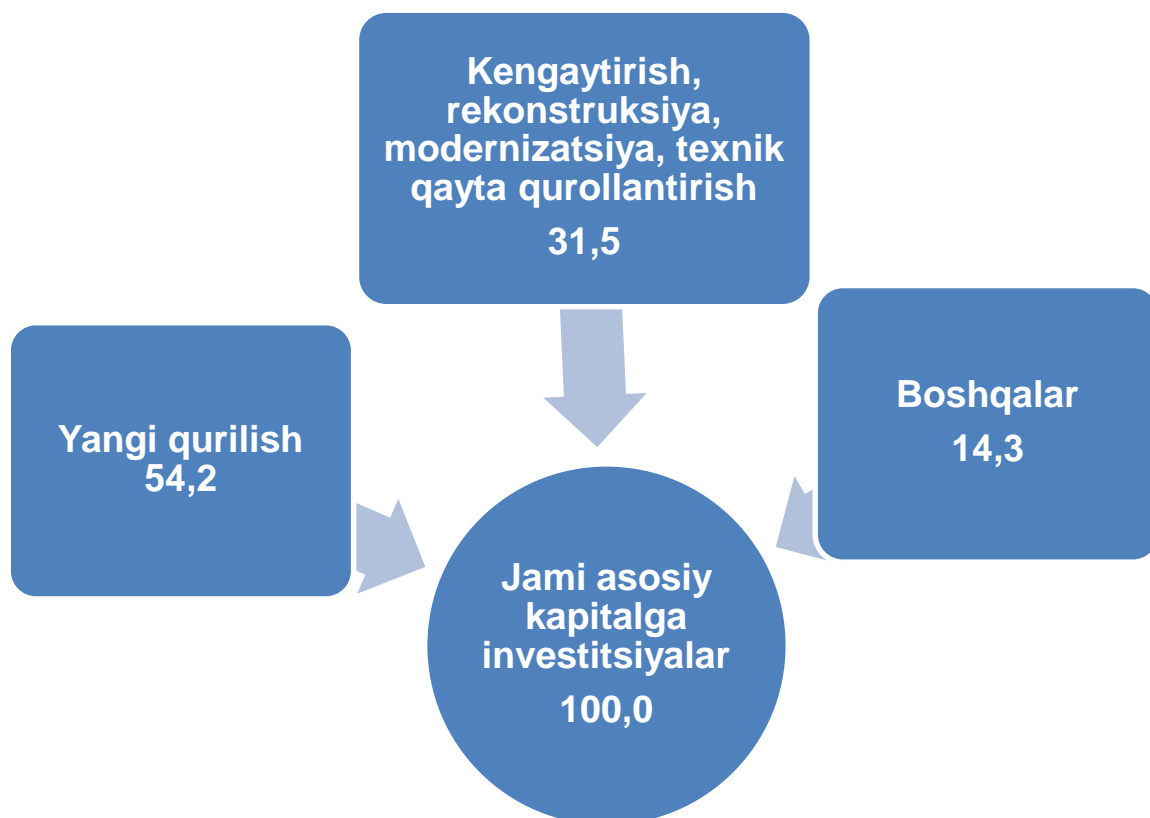 Kengaytirish,
rekonstruksiya,
modernizatsiya, texnik
qayta qurollantirish
31,5
Yangi qurilish
54,2
Boshqalar
14,3
Jami asosiy
kapitalga
investitsiyalar
100,0